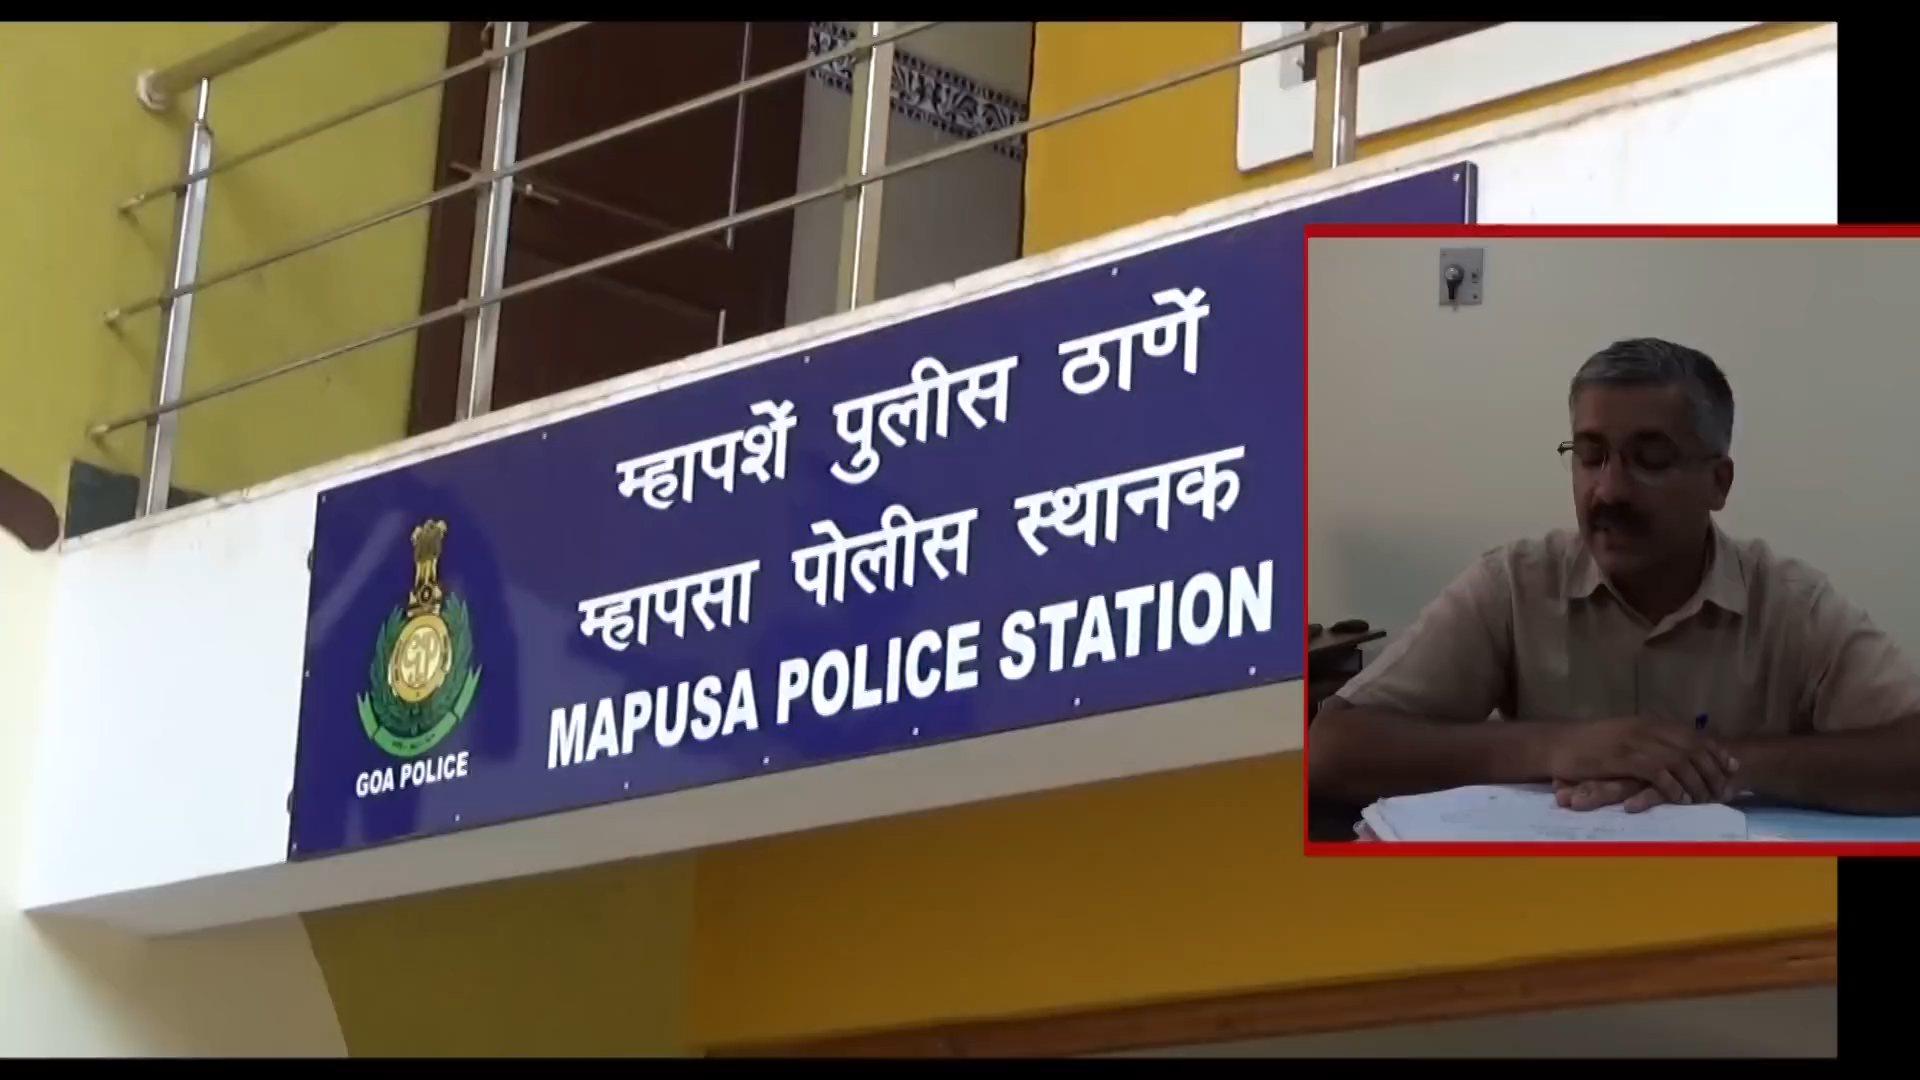 म्हापशें पुलीस ठाणें
म्हापसा पोलीस स्थानक
MAPUSA POLICE STATION
GOA POLICE